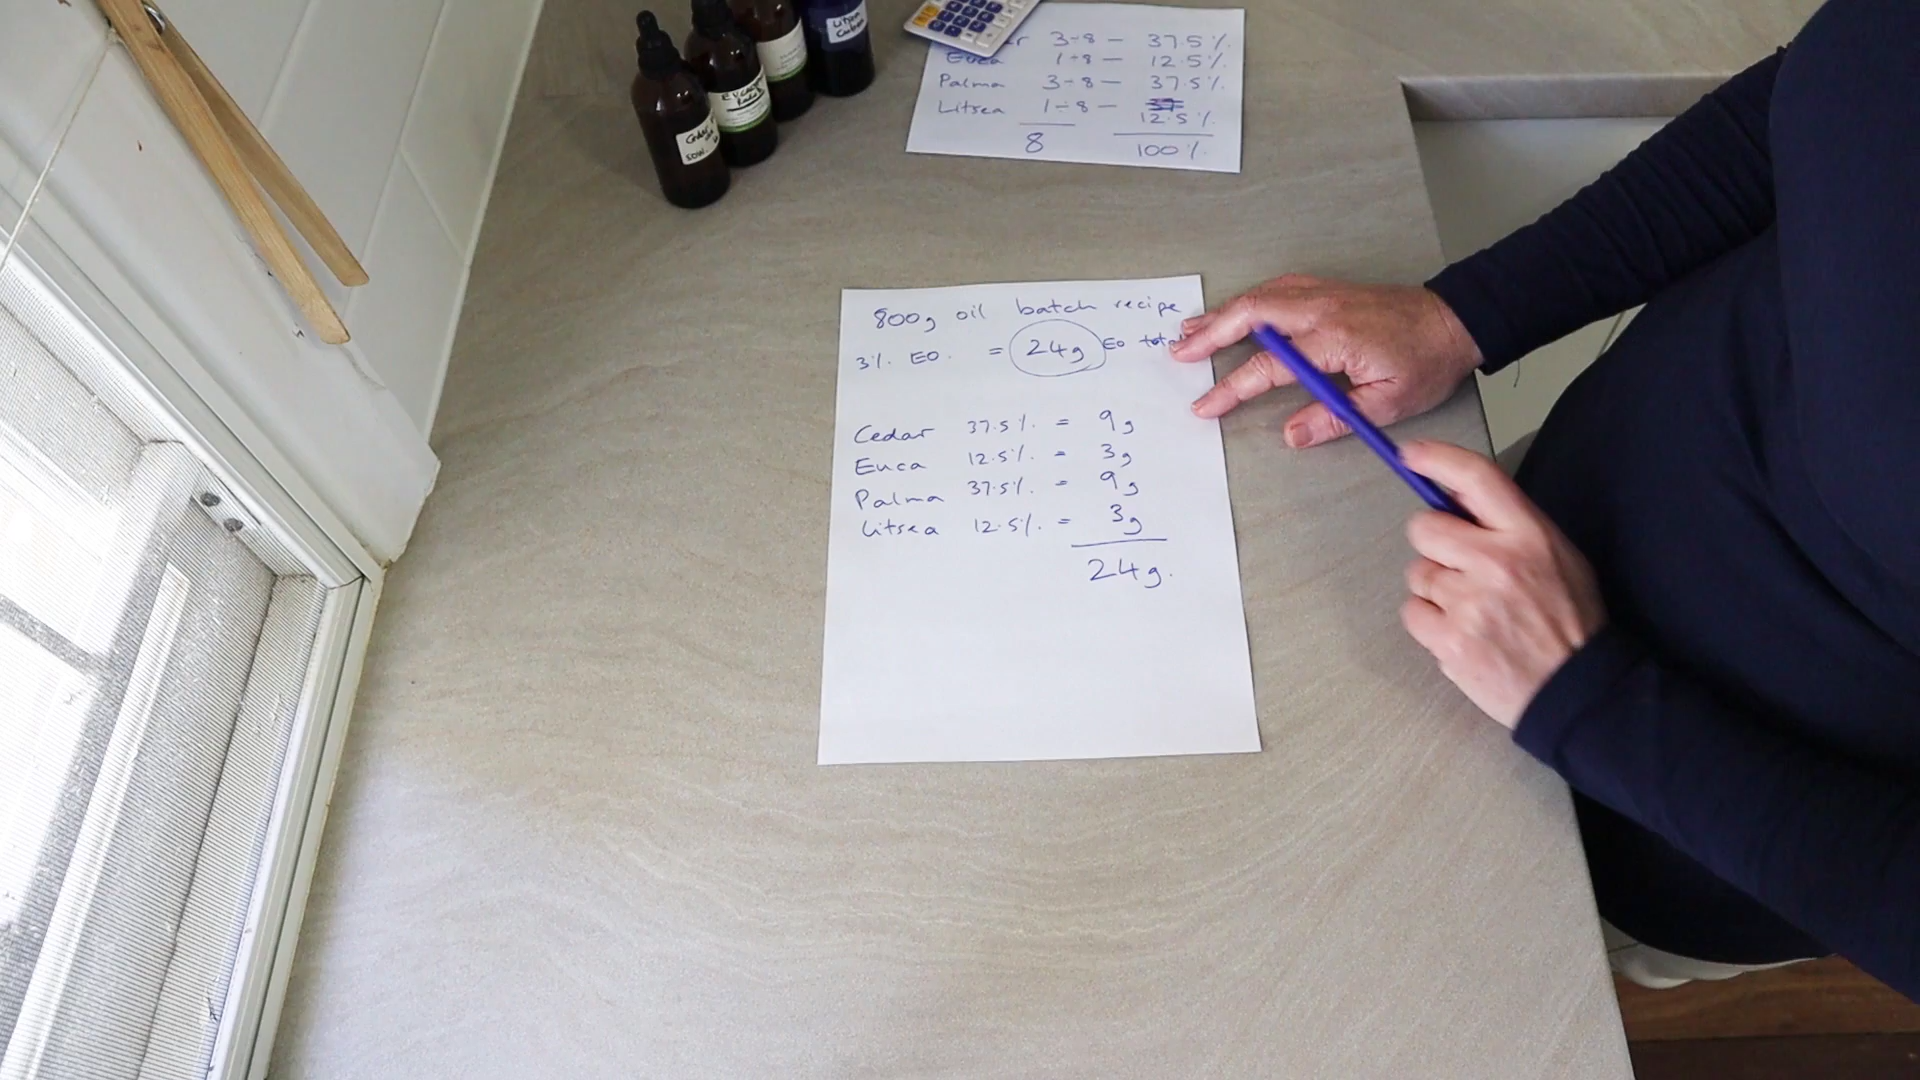 3÷8 — 37.5%
Euca 1÷8 — 12.5%
Palma 3÷8 — 37.5%
Litsea 1÷8 — 12.5%
8 100%
800g oil batch recipe
3% EO. = 24g EO total
Cedar 37.5% = 9g
Euca 12.5% = 3g
Palma 37.5% = 9g
Litsea 12.5% = 3g
24g.
Cedar
Litsea